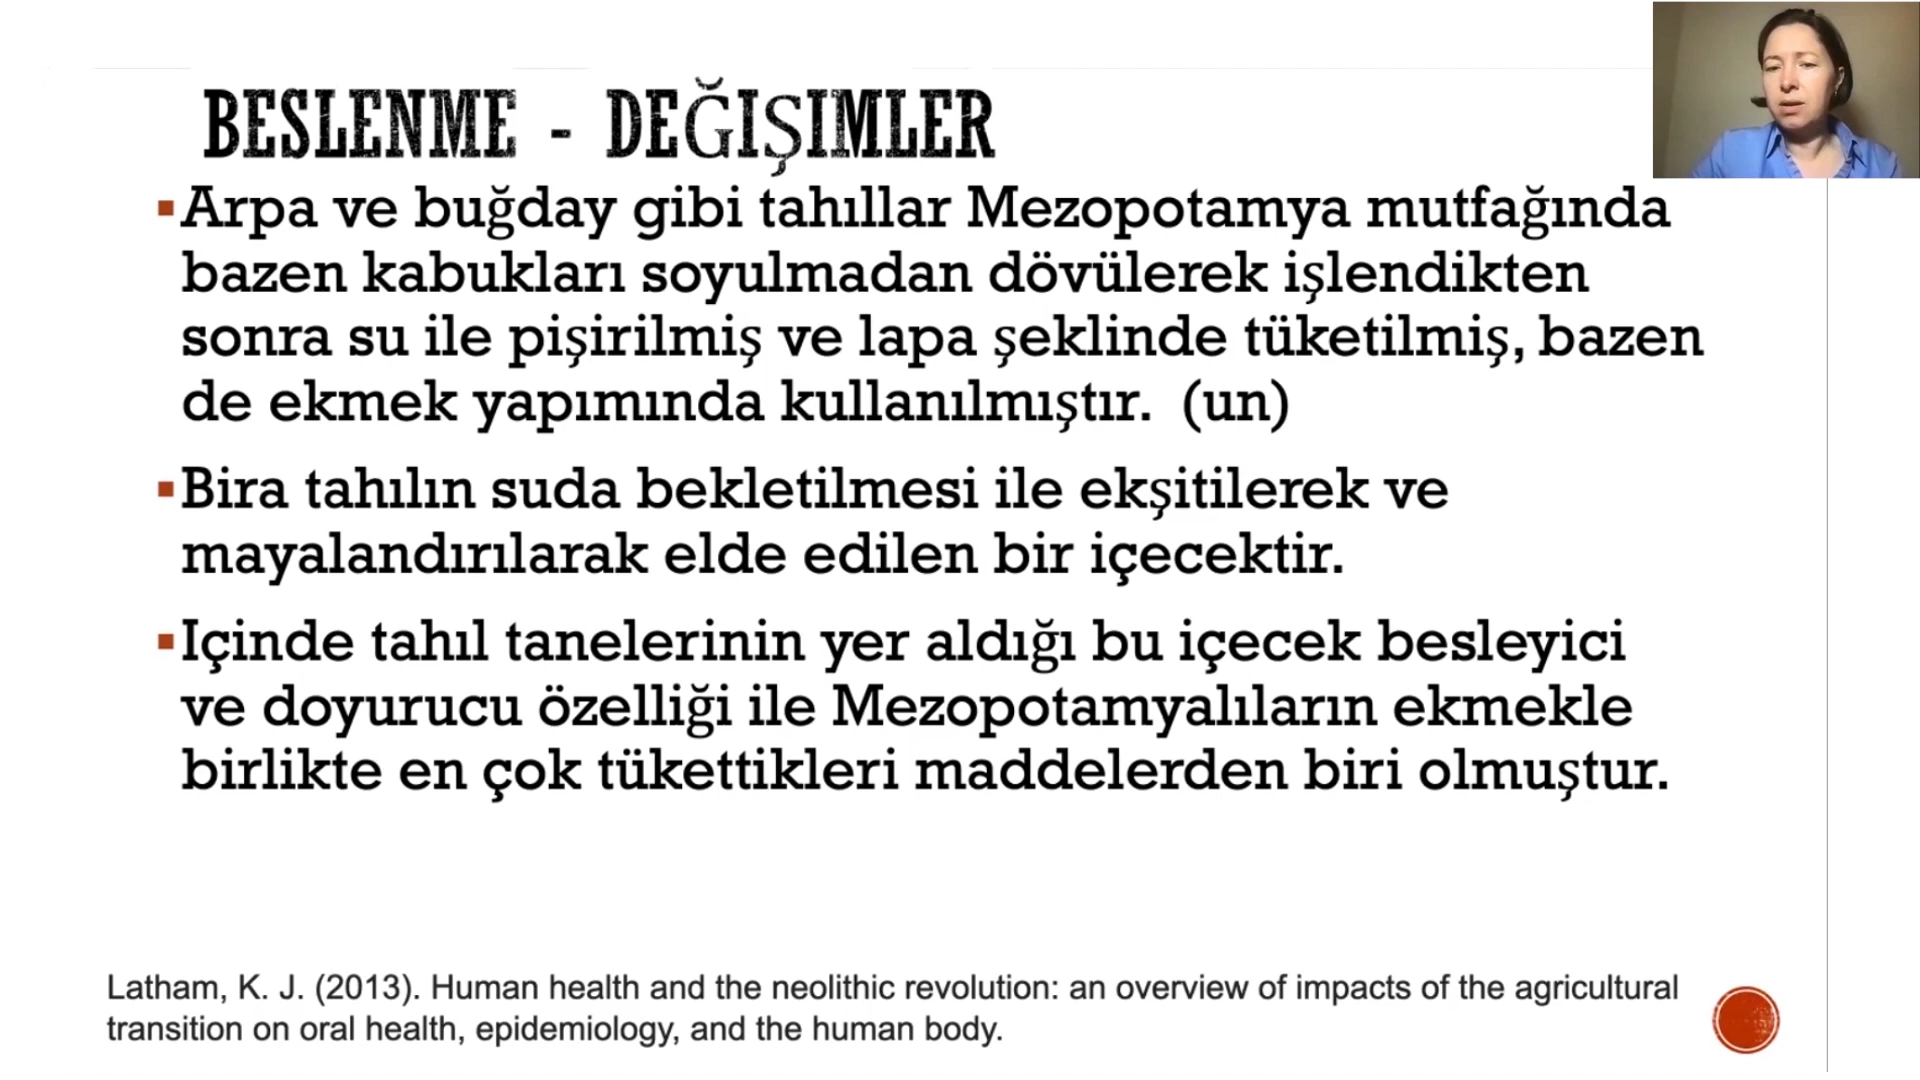 BESLENME - DEĞIŞIMLER
▪Arpa ve buğday gibi tahıllar Mezopotamya mutfağında
bazen kabukları soyulmadan dövülerek işlendikten
sonra su ile pişirilmiş ve lapa şeklinde tüketilmiş, bazen
de ekmek yapımında kullanılmıştır. (un)
▪Bira tahılın suda bekletilmesi ile ekşitilerek ve
mayalandırılarak elde edilen bir içecektir.
▪Içinde tahıl tanelerinin yer aldığı bu içecek besleyici
ve doyurucu özelliği ile Mezopotamyalıların ekmekle
birlikte en çok tükettikleri maddelerden biri olmuştur.
Latham, K. J. (2013). Human health and the neolithic revolution: an overview of impacts of the agricultural
transition on oral health, epidemiology, and the human body.